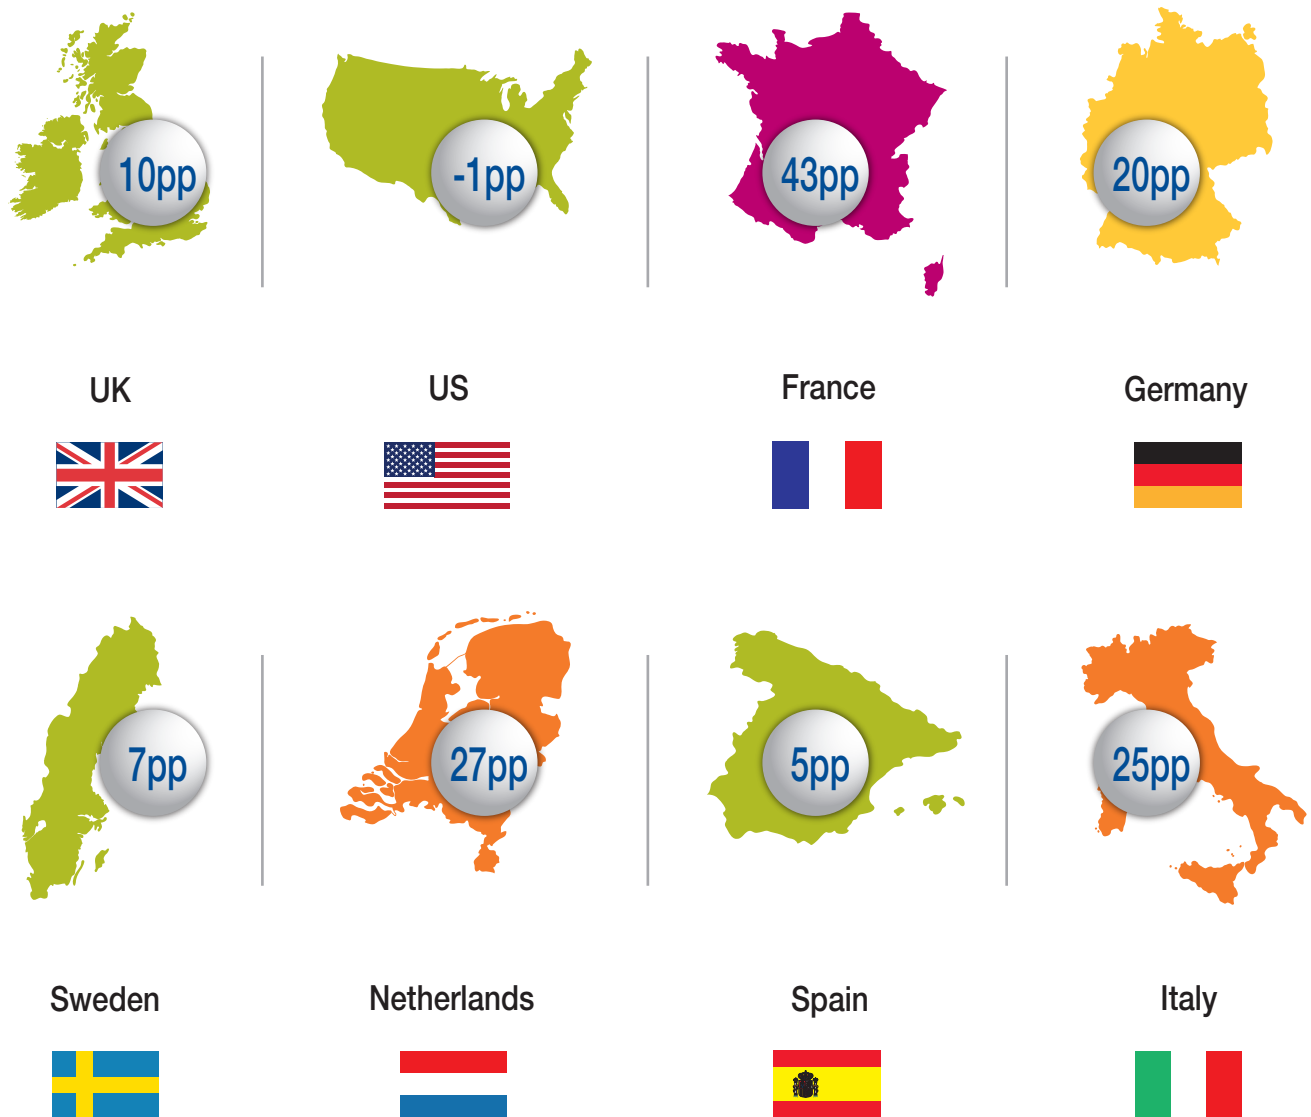 10pp
-1pp
43pp
20pp
UK
US
France
Germany
7pp
27pp
5pp
25pp
Sweden
Netherlands
Spain
Italy